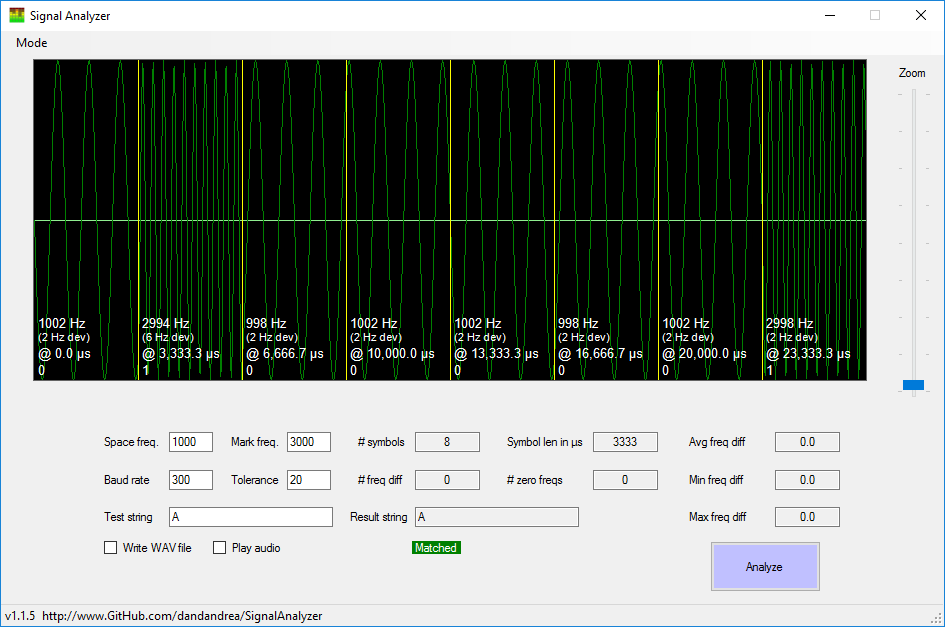 Signal Analyzer
Mode
Zoom
1002 Hz 2994 Hz 998 Hz 1002 Hz 1002 Hz 998 Hz 1002 Hz 2998 Hz
(2 Hz dev) (6 Hz dev) (2 Hz dev) (2 Hz dev) (2 Hz dev) (2 Hz dev) (2 Hz dev) (2 Hz dev)
@ 0.0 µs @ 3,333.3 µs @ 6,666.7 µs @ 10,000.0 µs @ 13,333.3 µs @ 16,666.7 µs @ 20,000.0 µs @ 23,333.3 µs
0 1 0 0 0 0 0 1
Space freq. 1000 Mark freq. 3000 # symbols 8 Symbol len in µs 3333 Avg freq diff 0.0
Baud rate 300 Tolerance 20 # freq diff 0 # zero freqs 0 Min freq diff 0.0
Test string A Result string A Max freq diff 0.0
Write WAV file Play audio Matched
Analyze
v1.1.5 http://www.GitHub.com/dandandrea/SignalAnalyzer